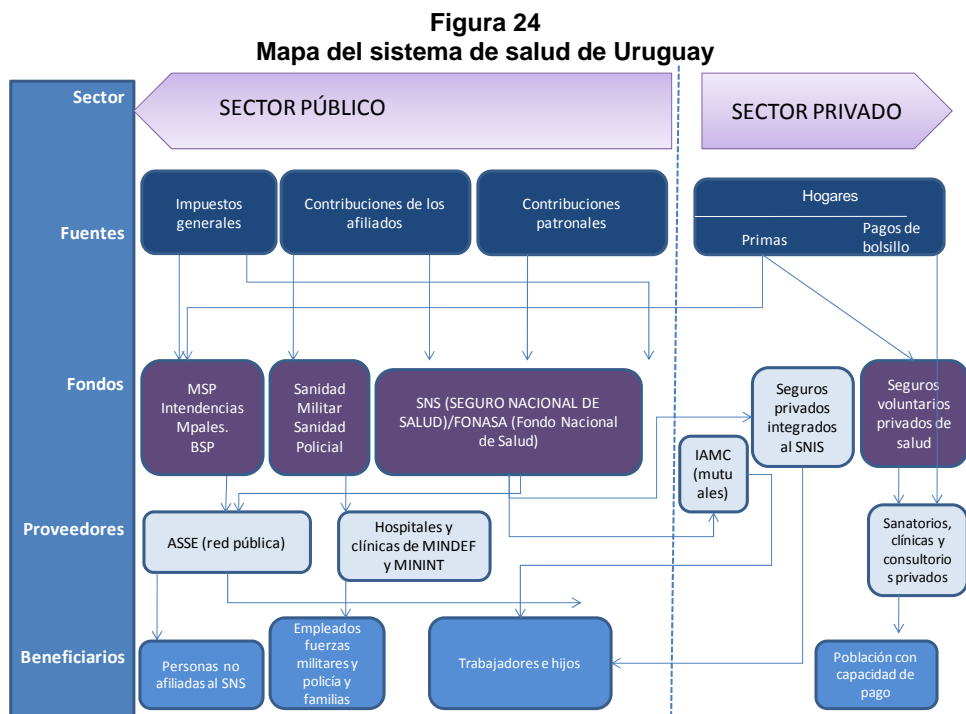 Figura 24
Mapa del sistema de salud de Uruguay
Sector
SECTOR PÚBLICO
SECTOR PRIVADO
Fuentes
Impuestos
generales
Contribuciones de los
afiliados
Contribuciones
patronales
Hogares
Primas
Pagos de
bolsillo
Fondos
MSP
Intendencias
Mpales.
BSP
Sanidad
Militar
Sanidad
Policial
SNS (SEGURO NACIONAL DE
SALUD)/FONASA (Fondo Nacional
de Salud)
Seguros
privados
integrados
al SNIS
Seguros
voluntarios
privados de
salud
IAMC
(mutu
ales)
Proveedores
ASSE (red pública)
Hospitales y
clínicas de MINDEF
y MININT
Sanatorios,
clínicas y
consultorio
s privados
Beneficiarios
Personas no
afiliadas al SNS
Empleados
fuerzas
militares y
policía y
familias
Trabajadores e hijos
Población con
capacidad de
pago